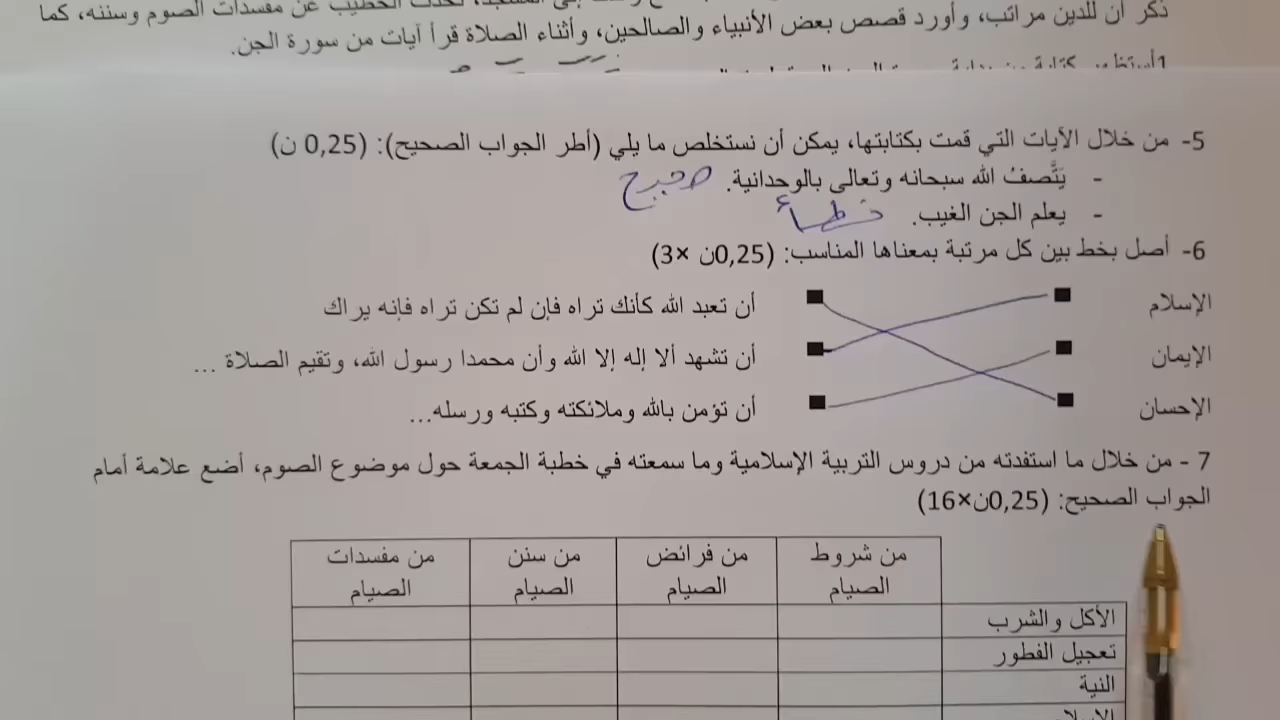 ذكر أن للدين مراتب، وأورد قصص بعض الأنبياء والصالحين، وأثناء الصلاة قرأ آيات من سورة الجن.
5- من خلال الآيات التي قمت بكتابتها، يمكن أن نستخلص ما يلي (أطر الجواب الصحيح): (0,25 ن)
- يَتَّصفُ الله سبحانه وتعالى بالوحدانية. صحيح
- يعلم الجن الغيب. خطأ
6- أصل بخط بين كل مرتبة بمعناها المناسب: (0,25ن ×3)
الإسلام أن تعبد الله كأنك تراه فإن لم تكن تراه فإنه يراك
الإيمان أن تشهد ألا إله إلا الله وأن محمدا رسول الله، وتقيم الصلاة ...
الإحسان أن تؤمن بالله وملائكته وكتبه ورسله...
7 - من خلال ما استفدته من دروس التربية الإسلامية وما سمعته في خطبة الجمعة حول موضوع الصوم، أضع علامة أمام
الجواب الصحيح: (0,25ن×16)
من شروط من فرائض من سنن من مفسدات
الصيام الصيام الصيام الصيام
الأكل والشرب
تعجيل الفطور
النية